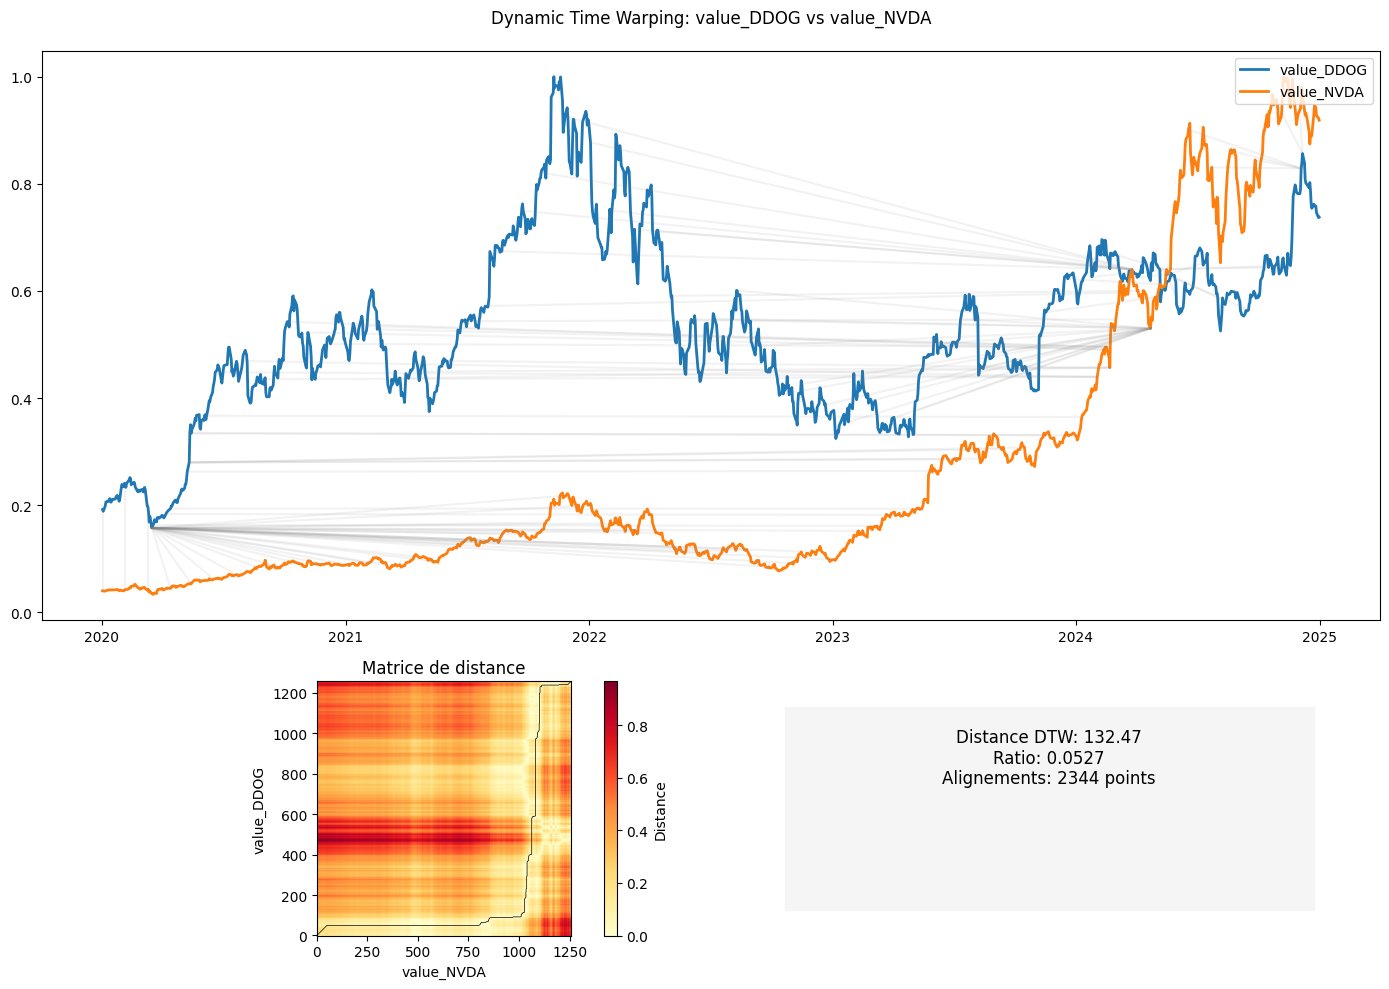 Dynamic Time Warping: value_DDOG vs value_NVDA
value_DDOG
value_NVDA
1.0
0.8
0.6
0.4
0.2
0.0
2020 2021 2022 2023 2024 2025
Matrice de distance
value_DDOG
1200
1000
800
600
400
200
0
0 250 500 750 1000 1250
value_NVDA
0.8
0.6
0.4
0.2
0.0
Distance
Distance DTW: 132.47
Ratio: 0.0527
Alignements: 2344 points